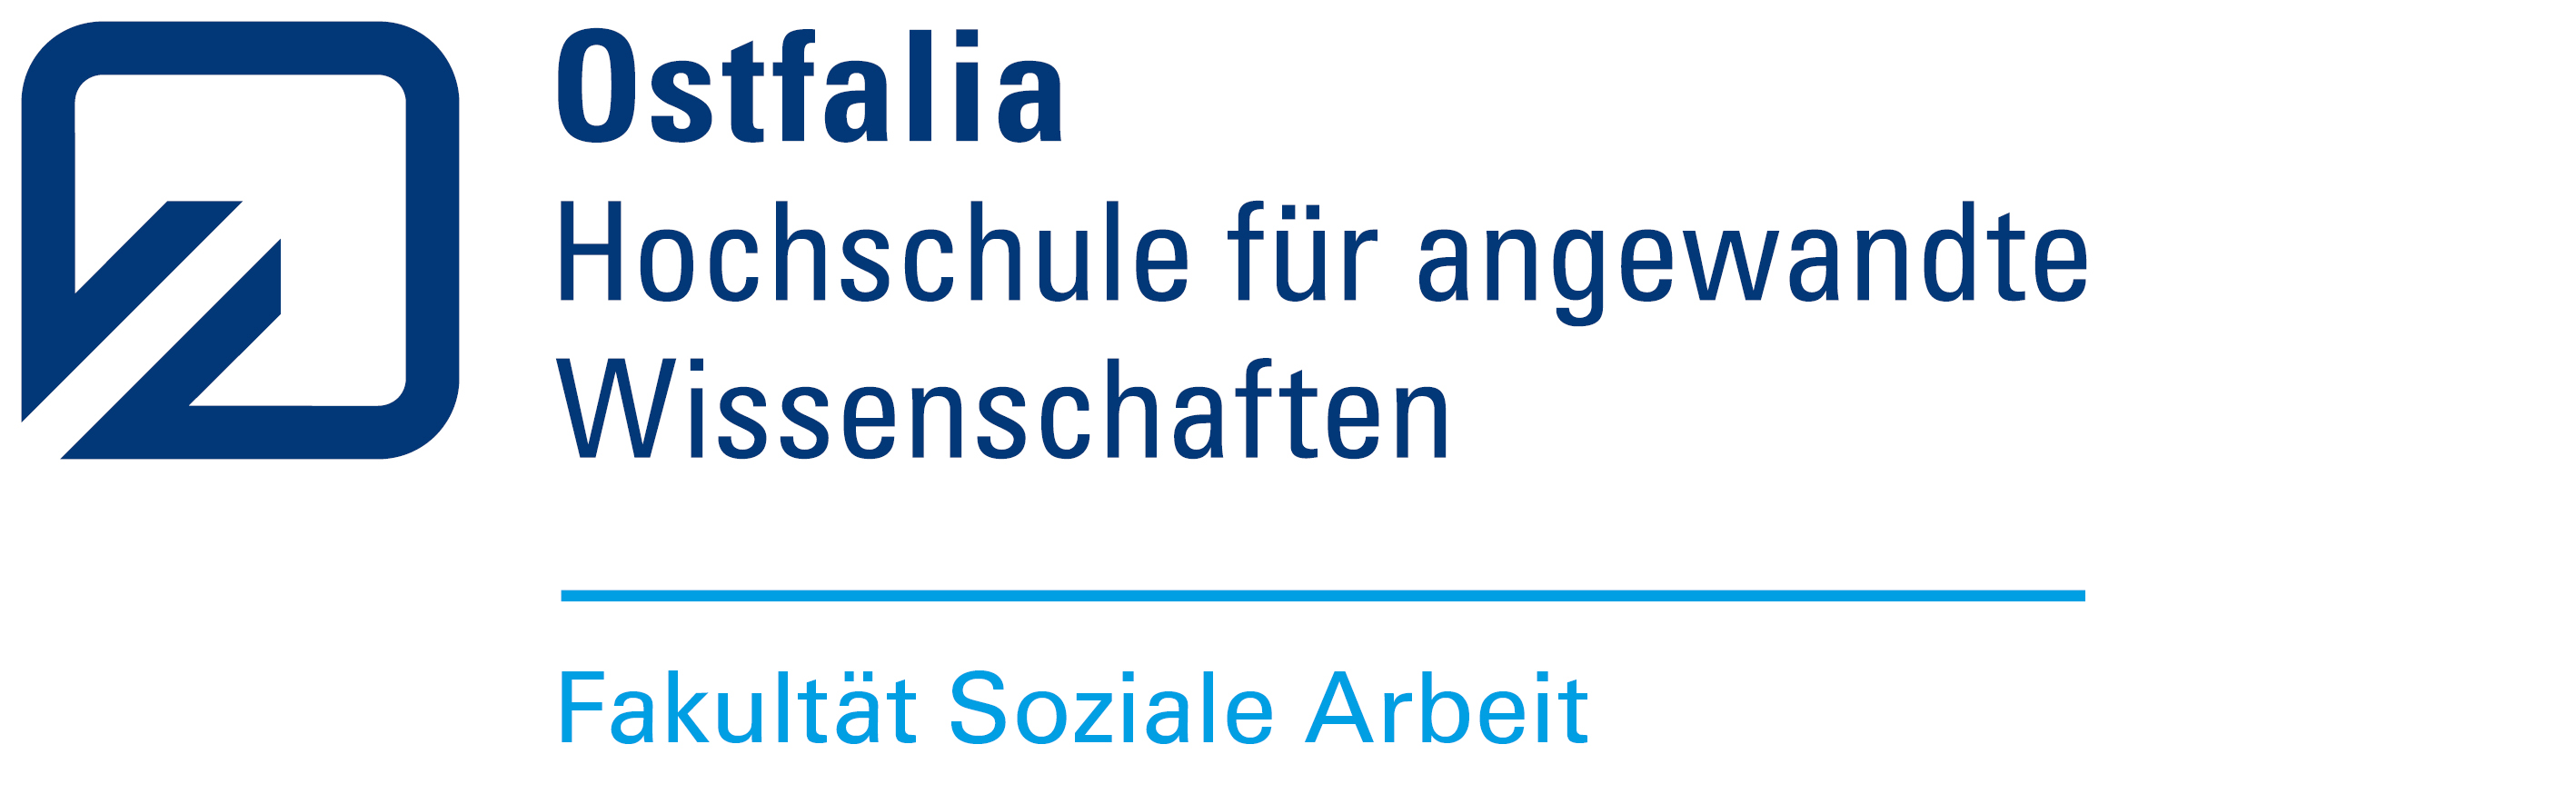 Ostfalia
Hochschule für angewandte
Wissenschaften
Fakultät Soziale Arbeit